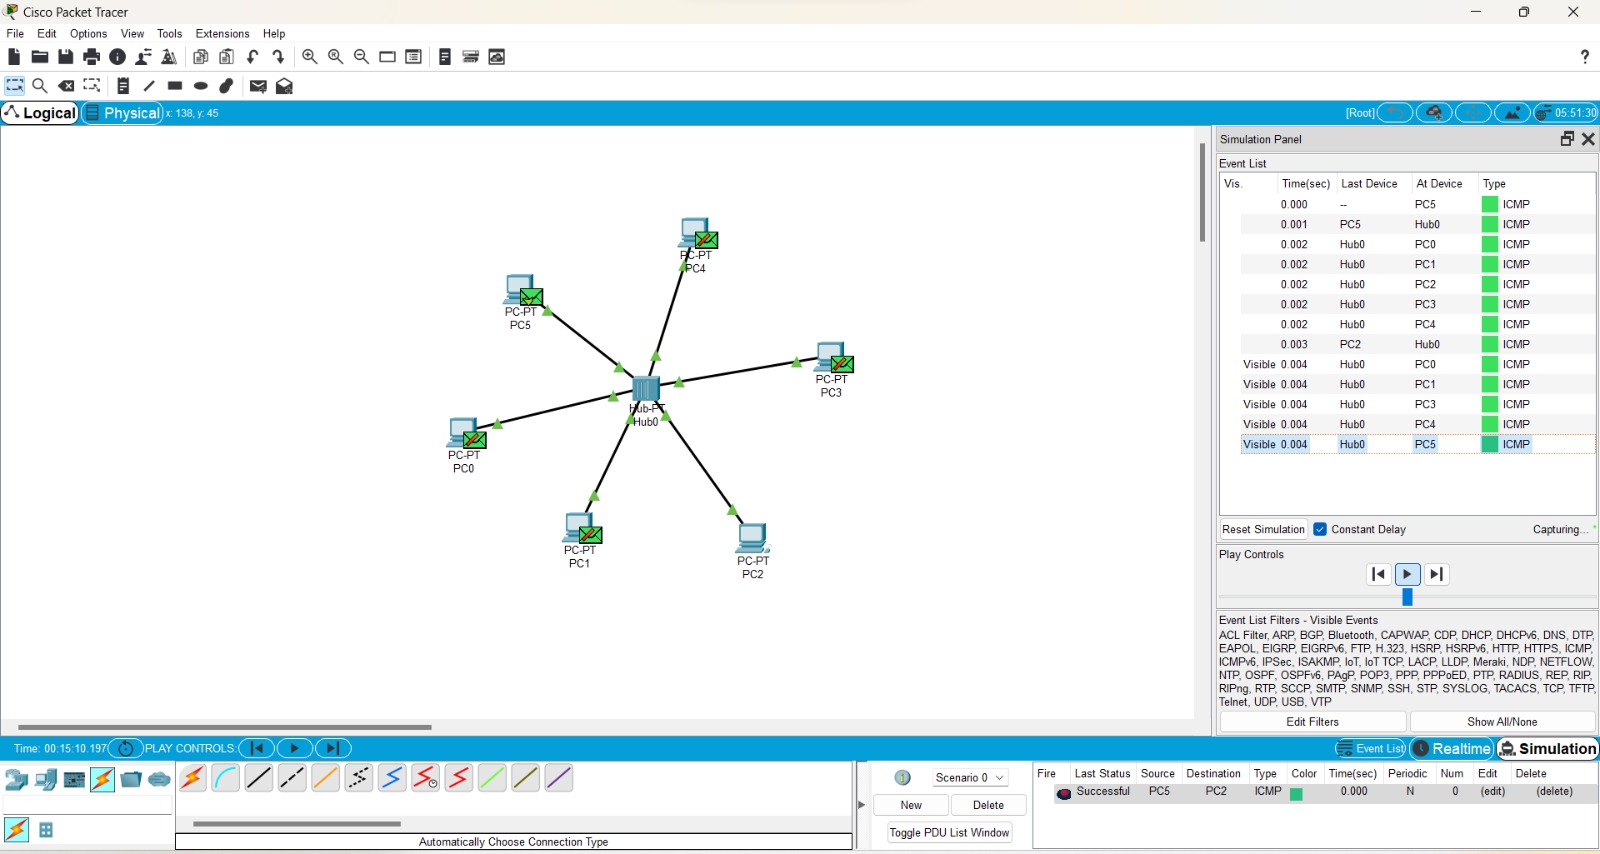 Cisco Packet Tracer
File Edit Options View Tools Extensions Help
?
Logical Physical x: 138, y: 45 [Root] 05:51:30
Simulation Panel
Event List
Vis. Time(sec) Last Device At Device Type
0.000 -- PC5 ICMP
0.001 PC5 Hub0 ICMP
0.002 Hub0 PC0 ICMP
0.002 Hub0 PC1 ICMP
0.002 Hub0 PC2 ICMP
0.002 Hub0 PC3 ICMP
0.002 Hub0 PC4 ICMP
0.003 PC2 Hub0 ICMP
Visible 0.004 Hub0 PC0 ICMP
Visible 0.004 Hub0 PC1 ICMP
Visible 0.004 Hub0 PC3 ICMP
Visible 0.004 Hub0 PC4 ICMP
Visible 0.004 Hub0 PC5 ICMP
PC-PT
PC4
PC-PT
PC5
PC-PT
PC3
Hub-PT
Hub0
PC-PT
PC0
PC-PT
PC1
PC-PT
PC2
Reset Simulation Constant Delay Capturing...
Play Controls
Event List Filters - Visible Events
ACL Filter, ARP, BGP, Bluetooth, CAPWAP, CDP, DHCP, DHCPv6, DNS, DTP,
EAPOL, EIGRP, EIGRPv6, FTP, H.323, HSRP, HSRPv6, HTTP, HTTPS, ICMP,
ICMPv6, IPSec, ISAKMP, IoT, IoT TCP, LACP, LLDP, Meraki, NDP, NETFLOW,
NTP, OSPF, OSPFv6, PAgP, POP3, PPP, PPPoED, PTP, RADIUS, REP, RIP,
RIPng, RTP, SCCP, SMTP, SNMP, SSH, STP, SYSLOG, TACACS, TCP, TFTP,
Telnet, UDP, USB, VTP
Edit Filters Show All/None
Time: 00:15:10.197 PLAY CONTROLS: Event List Realtime Simulation
Scenario 0
New Delete
Toggle PDU List Window
Fire Last Status Source Destination Type Color Time(sec) Periodic Num Edit Delete
Successful PC5 PC2 ICMP 0.000 N 0 (edit) (delete)
Automatically Choose Connection Type